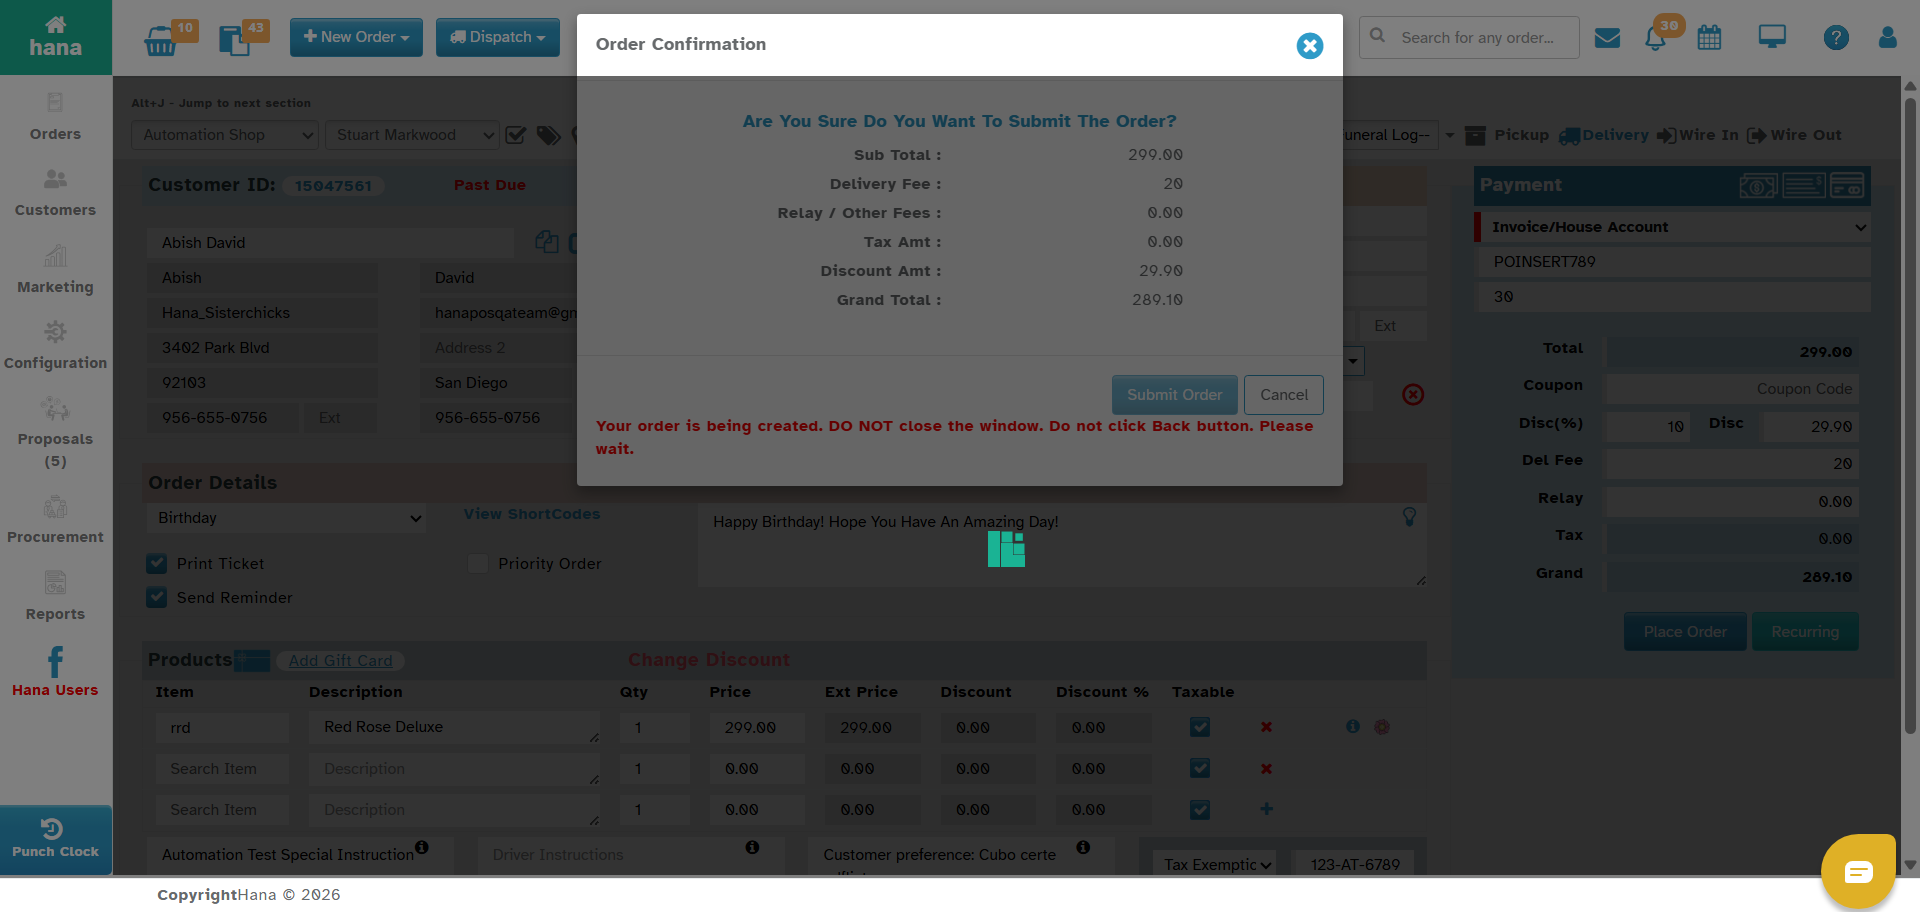 hana
10
43
New Order
Dispatch
Order Confirmation
Search for any order...
30
Orders
Customers
Marketing
Configuration
Proposals
(5)
Procurement
Reports
Hana Users
Punch Clock
Alt+J - Jump to next section
Automation Shop
Stuart Markwood
uneral Log--
Pickup
Delivery
Wire In
Wire Out
Are You Sure Do You Want To Submit The Order?
Sub Total : 299.00
Delivery Fee : 20
Relay / Other Fees : 0.00
Tax Amt : 0.00
Discount Amt : 29.90
Grand Total : 289.10
Submit Order
Cancel
Your order is being created. DO NOT close the window. Do not click Back button. Please
wait.
Customer ID: 15047561
Past Due
Abish David
Abish
David
Hana_Sisterchicks
hanaposqateam@gm
3402 Park Blvd
Address 2
92103
San Diego
956-655-0756
Ext
956-655-0756
Ext
Payment
Invoice/House Account
POINSERT789
30
Total 299.00
Coupon Coupon Code
Disc(%) 10 Disc 29.90
Del Fee 20
Relay 0.00
Tax 0.00
Grand 289.10
Place Order
Recurring
Order Details
Birthday
View ShortCodes
Happy Birthday! Hope You Have An Amazing Day!
Print Ticket
Priority Order
Send Reminder
Products
Add Gift Card
Change Discount
Item Description Qty Price Ext Price Discount Discount % Taxable
rrd Red Rose Deluxe 1 299.00 299.00 0.00 0.00
Search Item Description 1 0.00 0.00 0.00 0.00
Search Item Description 1 0.00 0.00 0.00 0.00
Automation Test Special Instruction
Driver Instructions
Customer preference: Cubo certe
Tax Exemptic
123-AT-6789
CopyrightHana © 2026